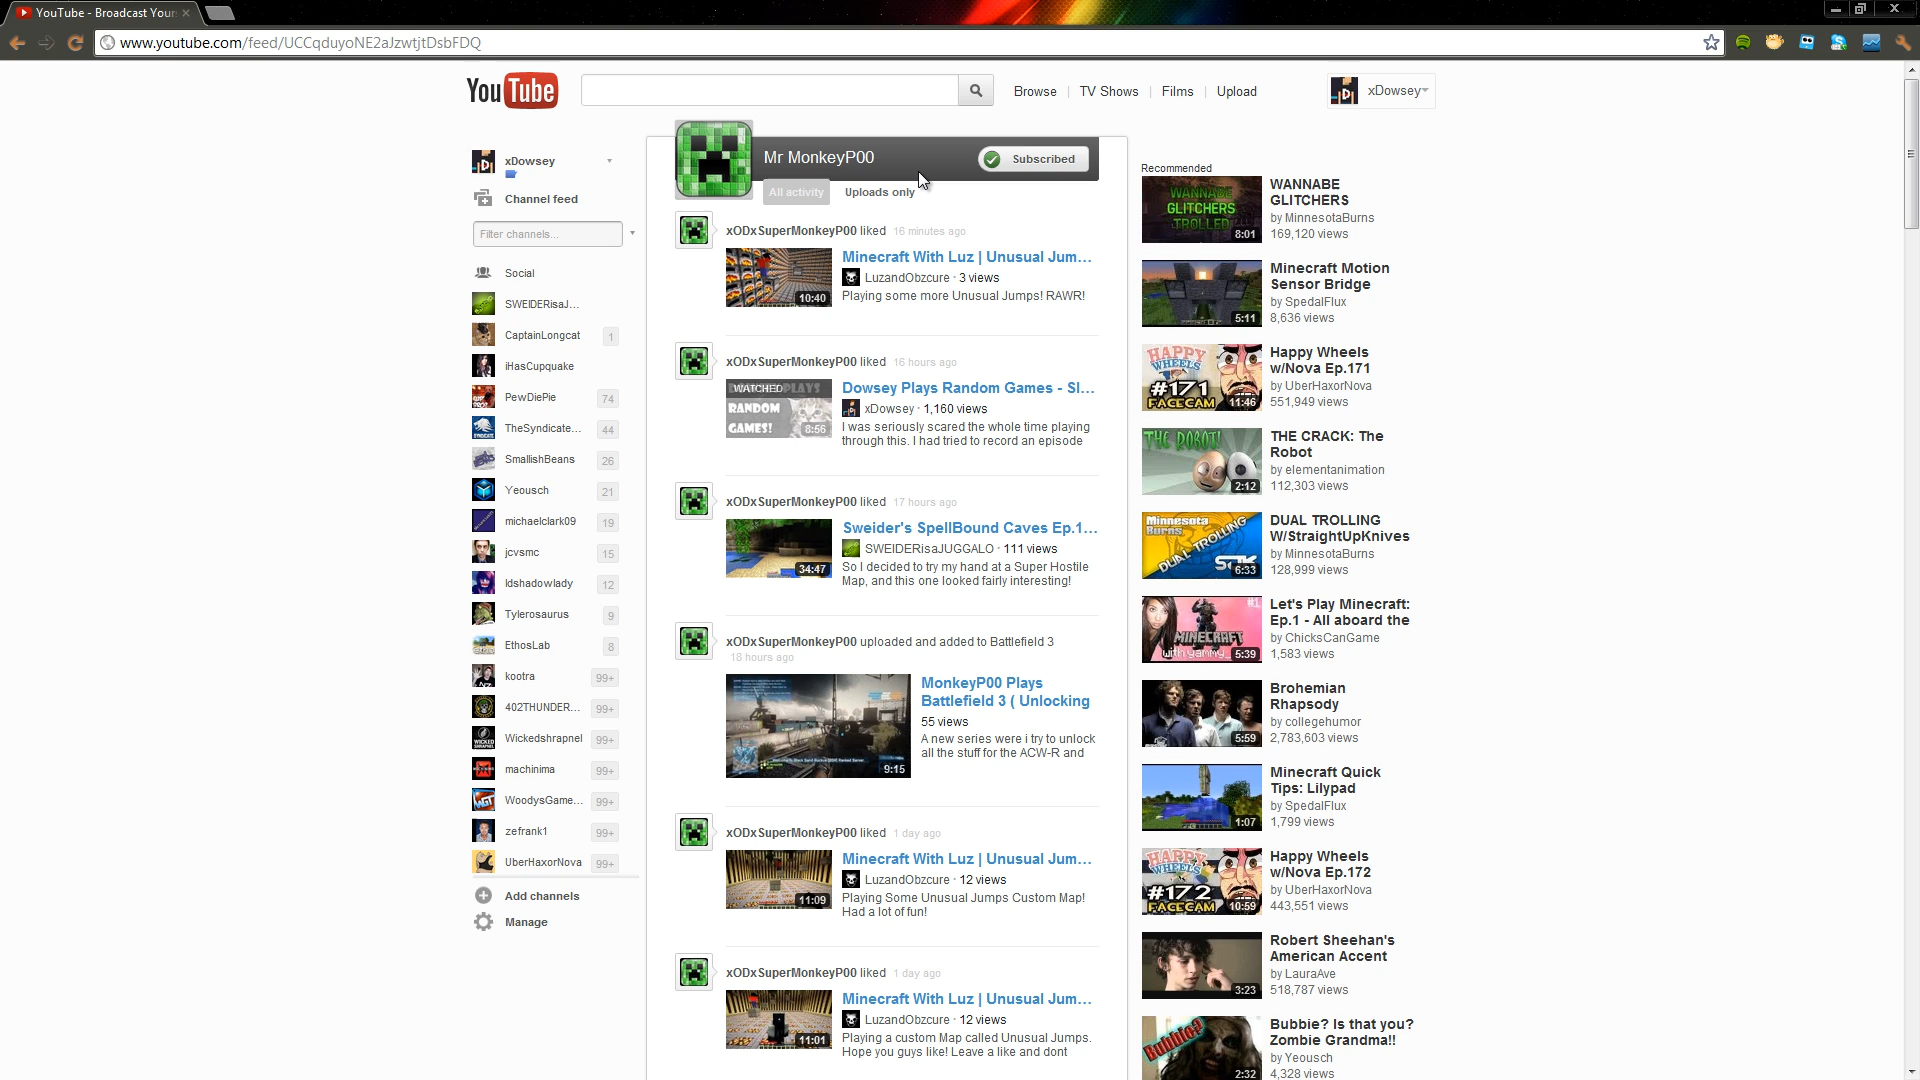 YouTube - Broadcast Your
www.youtube.com/feed/UCCqduyoNE2aJzwtjtDsbFDQ
YouTube
Browse
TV Shows
Films
Upload
xDowsey
xDowsey
Channel feed
Filter channels...
Social
SWEIDERisaJ...
CaptainLongcat 1
iHasCupquake
PewDiePie 74
TheSyndicate... 44
SmallishBeans 26
Yeousch 21
michaelclark09 19
jcvsmc 15
ldshadowlady 12
Tylerosaurus 9
EthosLab 8
kootra 99+
402THUNDER... 99+
Wickedshrapnel 99+
machinima 99+
WoodysGame... 99+
zefrank1 99+
UberHaxorNova 99+
Add channels
Manage
Mr MonkeyP00
Subscribed
All activity
Uploads only
xODxSuperMonkeyP00 liked 16 minutes ago
10:40
Minecraft With Luz | Unusual Jum...
LuzandObzcure · 3 views
Playing some more Unusual Jumps! RAWR!
xODxSuperMonkeyP00 liked 16 hours ago
WATCHED
RANDOM
GAMES!
8:56
Dowsey Plays Random Games - Sl...
xDowsey · 1,160 views
I was seriously scared the whole time playing
through this. I had tried to record an episode
xODxSuperMonkeyP00 liked 17 hours ago
34:47
Sweider's SpellBound Caves Ep.1...
SWEIDERisaJUGGALO · 111 views
So I decided to try my hand at a Super Hostile
Map, and this one looked fairly interesting!
xODxSuperMonkeyP00 uploaded and added to Battlefield 3
18 hours ago
9:15
MonkeyP00 Plays
Battlefield 3 ( Unlocking
55 views
A new series were i try to unlock
all the stuff for the ACW-R and
xODxSuperMonkeyP00 liked 1 day ago
11:09
Minecraft With Luz | Unusual Jum...
LuzandObzcure · 12 views
Playing Some Unusual Jumps Custom Map!
Had a lot of fun!
xODxSuperMonkeyP00 liked 1 day ago
11:01
Minecraft With Luz | Unusual Jum...
LuzandObzcure · 12 views
Playing a custom Map called Unusual Jumps.
Hope you guys like! Leave a like and dont
Recommended
WANNABE
GLITCHERS
TROLLED
8:01
WANNABE
GLITCHERS
by MinnesotaBurns
169,120 views
5:11
Minecraft Motion
Sensor Bridge
by SpedalFlux
8,636 views
HAPPY
WHEELS
#171
FACECAM
11:46
Happy Wheels
w/Nova Ep.171
by UberHaxorNova
551,949 views
THE ROBOT!
2:12
THE CRACK: The
Robot
by elementanimation
112,303 views
Minnesota
Burns
DUAL TROLLING
6:33
DUAL TROLLING
W/StraightUpKnives
by MinnesotaBurns
128,999 views
MINECRAFT
with yammy
5:39
Let's Play Minecraft:
Ep.1 - All aboard the
by ChicksCanGame
1,583 views
5:59
Brohemian
Rhapsody
by collegehumor
2,783,603 views
1:07
Minecraft Quick
Tips: Lilypad
by SpedalFlux
1,799 views
HAPPY
WHEELS
#172
FACECAM
10:59
Happy Wheels
w/Nova Ep.172
by UberHaxorNova
443,551 views
3:23
Robert Sheehan's
American Accent
by LauraAve
518,787 views
Bubbie?
2:32
Bubbie? Is that you?
Zombie Grandma!!
by Yeousch
4,328 views